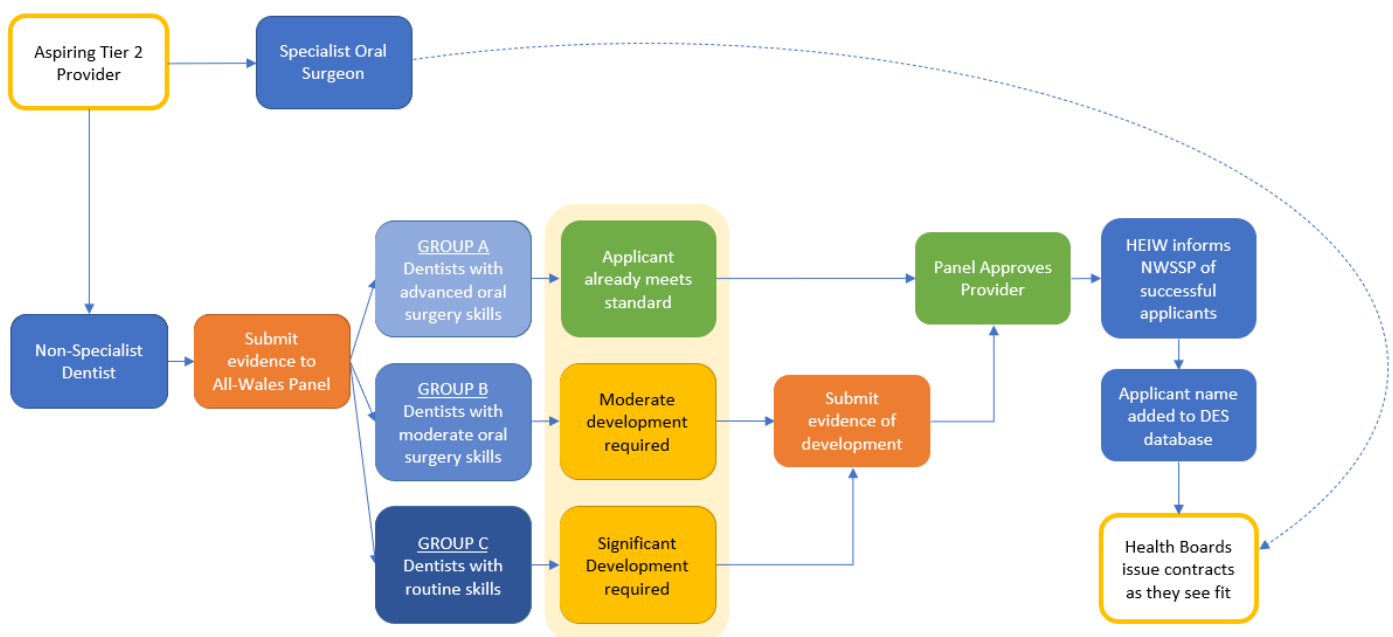 Aspiring Tier 2
Provider
Specialist Oral
Surgeon
Non-Specialist
Dentist
Submit
evidence to
All-Wales Panel
GROUP A
Dentists with
advanced oral
surgery skills
Applicant
already meets
standard
Panel Approves
Provider
HEIW informs
NWSSP of
successful
applicants
GROUP B
Dentists with
moderate oral
surgery skills
Moderate
development
required
Submit
evidence of
development
Applicant name
added to DES
database
GROUP C
Dentists with
routine skills
Significant
Development
required
Health Boards
issue contracts
as they see fit